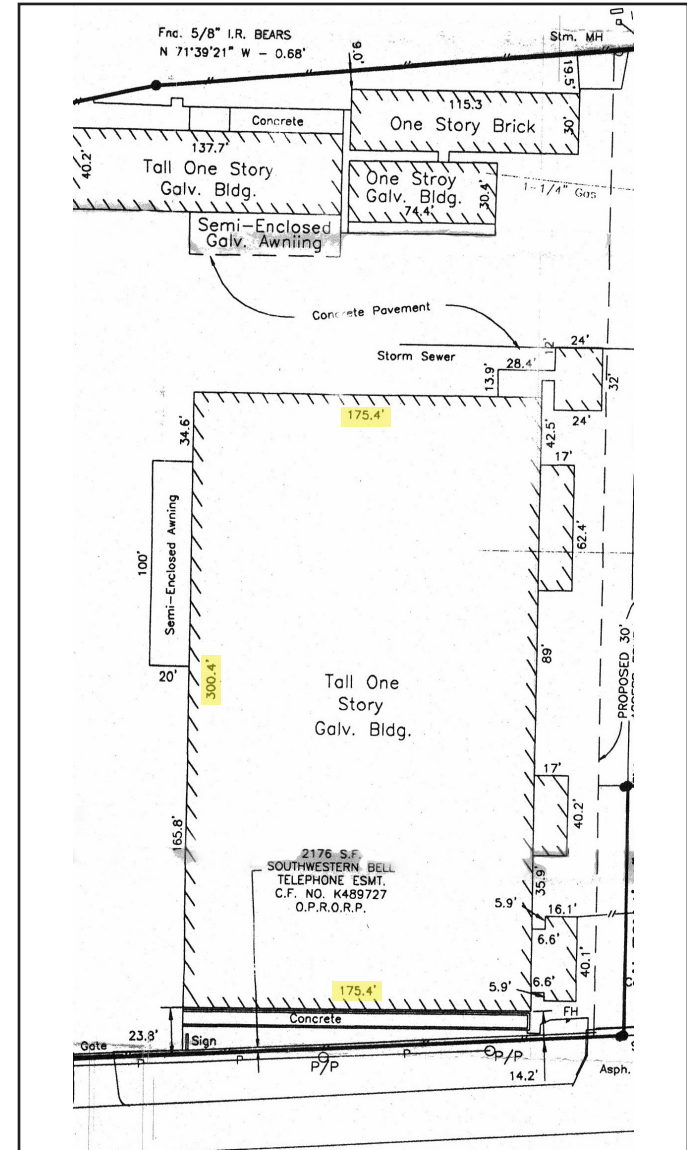 Fnd. 5/8" I.R. BEARS
N 71°39'21" W - 0.68'
9.0'
Stm. MH
19.5'
115.3
One Story Brick
30'
Concrete
137.7'
40.2'
Tall One Story
Galv. Bldg.
One Stroy
Galv. Bldg.
74.4'
30.4'
1-1/4" Gas
Semi-Enclosed
Galv. Awniing
Concrete Pavement
Storm Sewer
12'
24'
28.4'
13.9'
32'
24'
175.4'
34.6'
42.5'
17'
62.4'
Semi-Enclosed Awning
100'
20'
300.4'
89'
Tall One
Story
Galv. Bldg.
PROPOSED 30'
17'
40.2'
165.8'
2176 S.F.
SOUTHWESTERN BELL
TELEPHONE ESMT.
C.F. NO. K489727
O.P.R.O.R.P.
35.9'
5.9'
16.1'
6.6'
40.1'
6.6'
5.9'
175.4'
Concrete
FH
23.8'
Sign
Gate
P
P
P/P
P
P/P
14.2'
Asph.